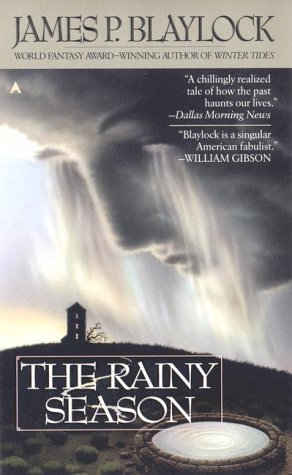 JAMES P. BLAYLOCK
WORLD FANTASY AWARD—WINNING AUTHOR OF WINTER TIDES
"A chillingly realized
tale of how the past
haunts our lives."
—Dallas Morning News
"Blaylock is a singular
American fabulist."
—WILLIAM GIBSON
THE RAINY
SEASON